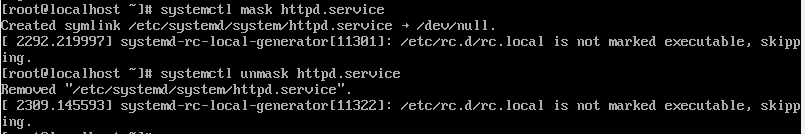 [root@localhost ~]# systemctl mask httpd.service
Created symlink /etc/systemd/system/httpd.service → /dev/null.
[ 2292.219997] systemd-rc-local-generator[11301]: /etc/rc.d/rc.local is not marked executable, skipp
ing.
[root@localhost ~]# systemctl unmask httpd.service
Removed "/etc/systemd/system/httpd.service".
[ 2309.145593] systemd-rc-local-generator[11322]: /etc/rc.d/rc.local is not marked executable, skipp
ing.